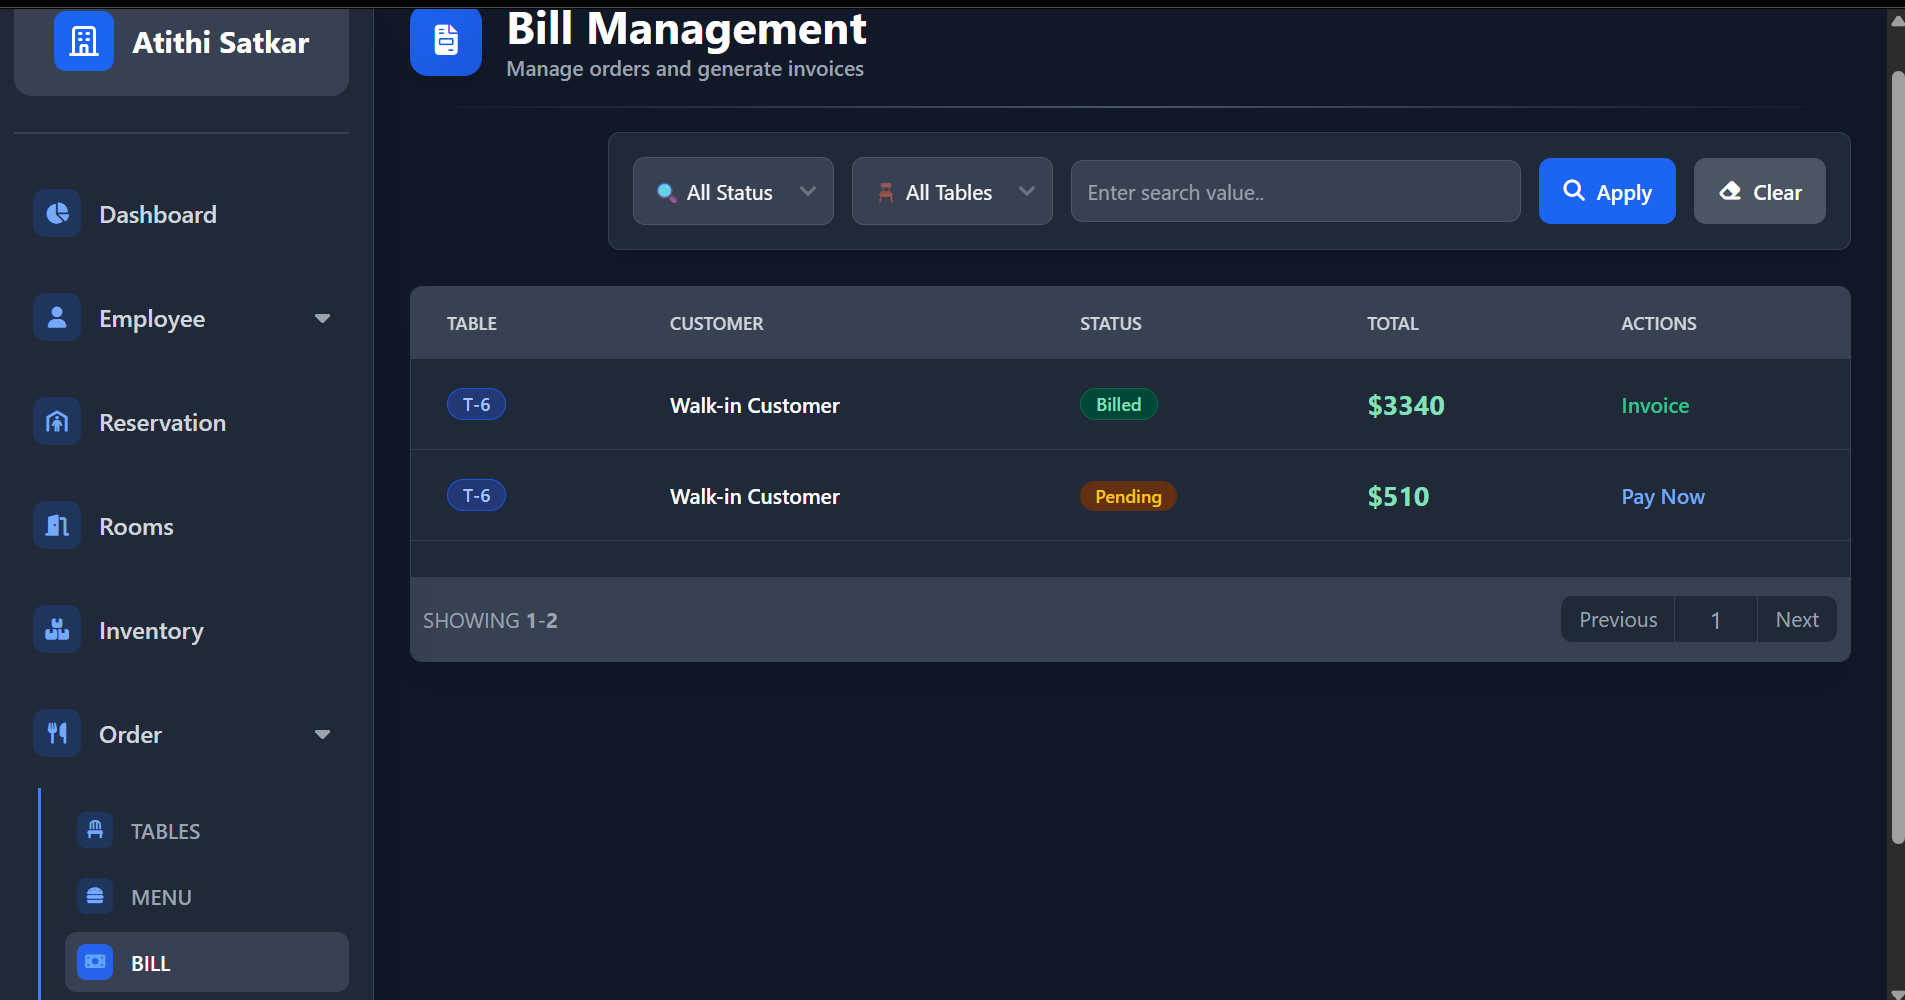 Atithi Satkar
Dashboard
Employee
Reservation
Rooms
Inventory
Order
TABLES
MENU
BILL
Bill Management
Manage orders and generate invoices
All Status
All Tables
Enter search value..
Apply
Clear
TABLE CUSTOMER STATUS TOTAL ACTIONS
T-6 Walk-in Customer Billed $3340 Invoice
T-6 Walk-in Customer Pending $510 Pay Now
SHOWING 1-2
Previous 1 Next